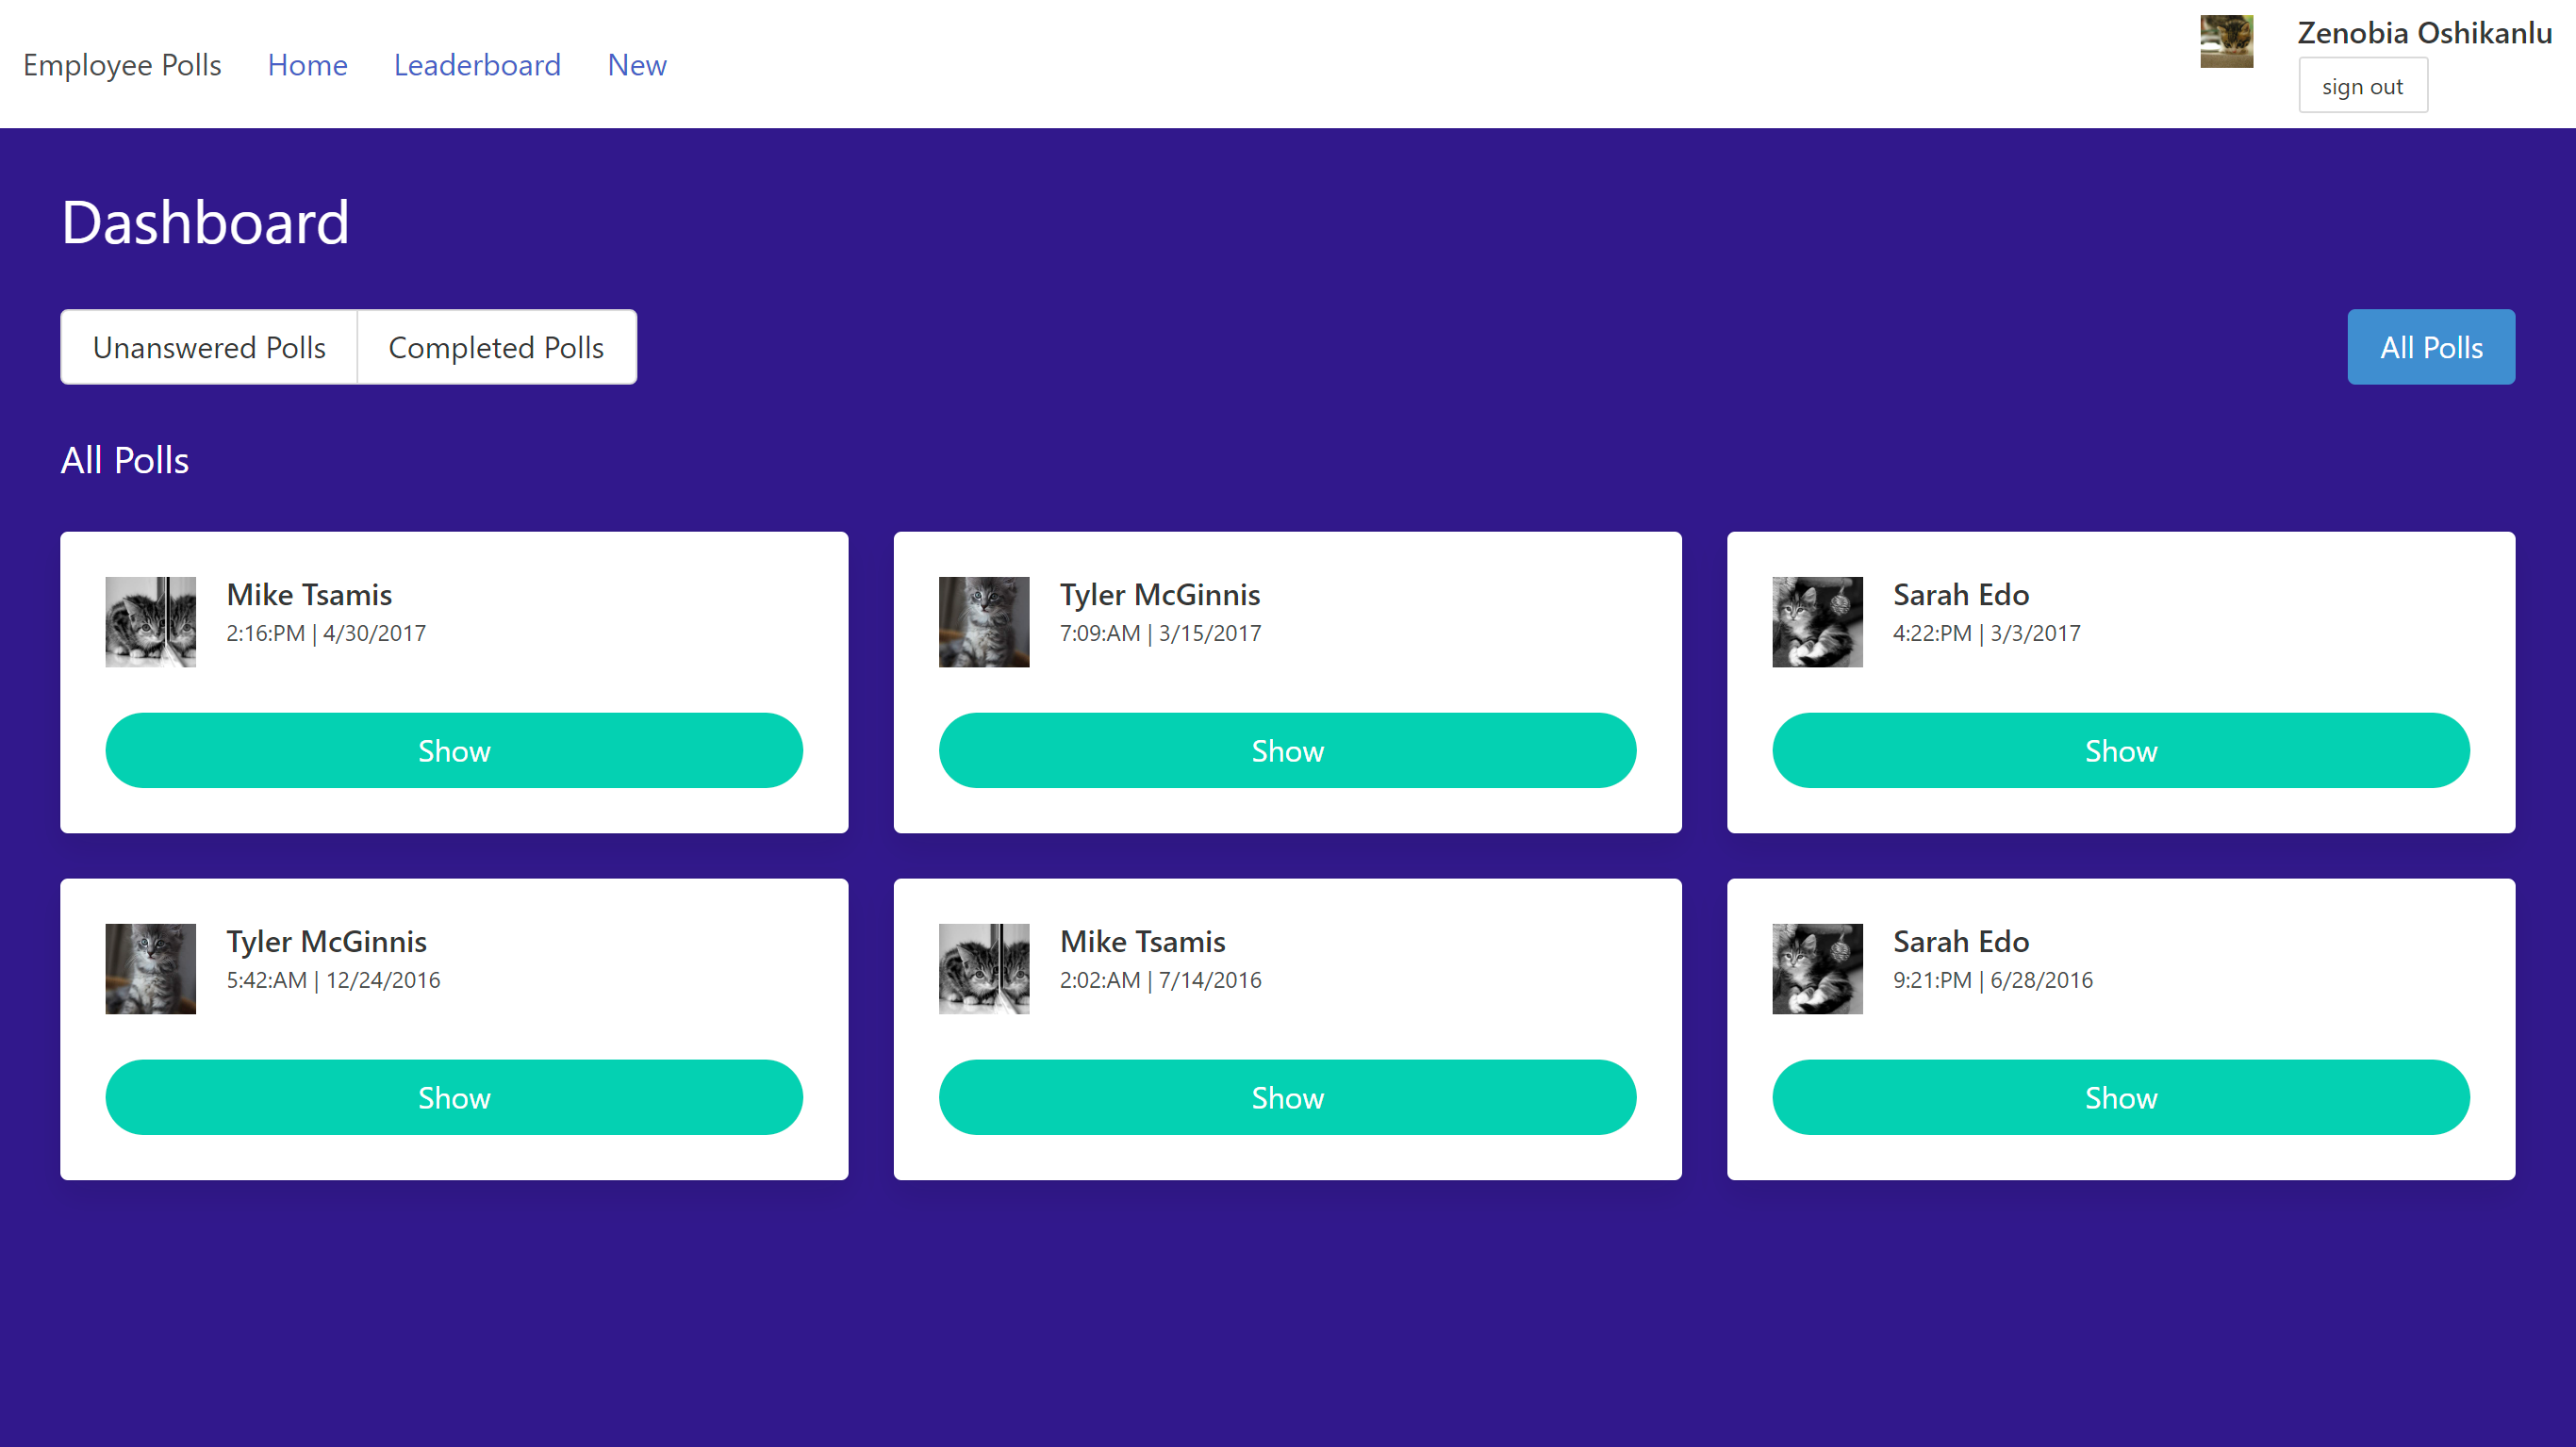 Employee Polls Home Leaderboard New
Zenobia Oshikanlu
sign out
Dashboard
Unanswered Polls Completed Polls All Polls
All Polls
Mike Tsamis
2:16:PM | 4/30/2017
Show
Tyler McGinnis
7:09:AM | 3/15/2017
Show
Sarah Edo
4:22:PM | 3/3/2017
Show
Tyler McGinnis
5:42:AM | 12/24/2016
Show
Mike Tsamis
2:02:AM | 7/14/2016
Show
Sarah Edo
9:21:PM | 6/28/2016
Show